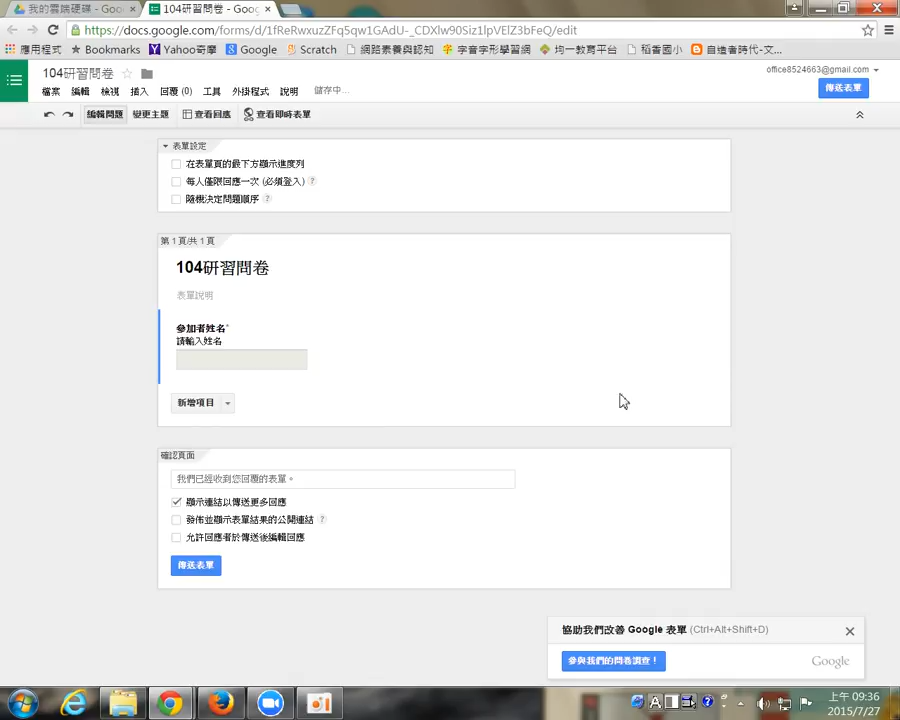 我的雲端硬碟 - Goo
104研習問卷 - Goog
https://docs.google.com/forms/d/1fReRwxuzZFq5qw1GAdU-_CDXlw90Siz1lpVElZ3bFeQ/edit
應用程式
Bookmarks
Yahoo奇摩
Google
Scratch
網路素養與認知
字音字形學習網
均一教育平台
稻香國小
自造者時代-文...
104研習問卷
office8524663@gmail.com
檔案 編輯 檢視 插入 回覆 (0) 工具 外掛程式 說明 儲存中...
傳送表單
編輯問題 變更主題 查看回應 查看即時表單
表單設定
在表單頁的最下方顯示進度列
每人僅限回應一次 (必須登入) ?
隨機決定問題順序 ?
第 1 頁/共 1 頁
104研習問卷
表單說明
參加者姓名*
請輸入姓名
新增項目
確認頁面
我們已經收到您回覆的表單。
顯示連結以傳送更多回應
發佈並顯示表單結果的公開連結 ?
允許回應者於傳送後編輯回應
傳送表單
協助我們改善 Google 表單 (Ctrl+Alt+Shift+D)
參與我們的問卷調查！
Google
上午 09:36
2015/7/27